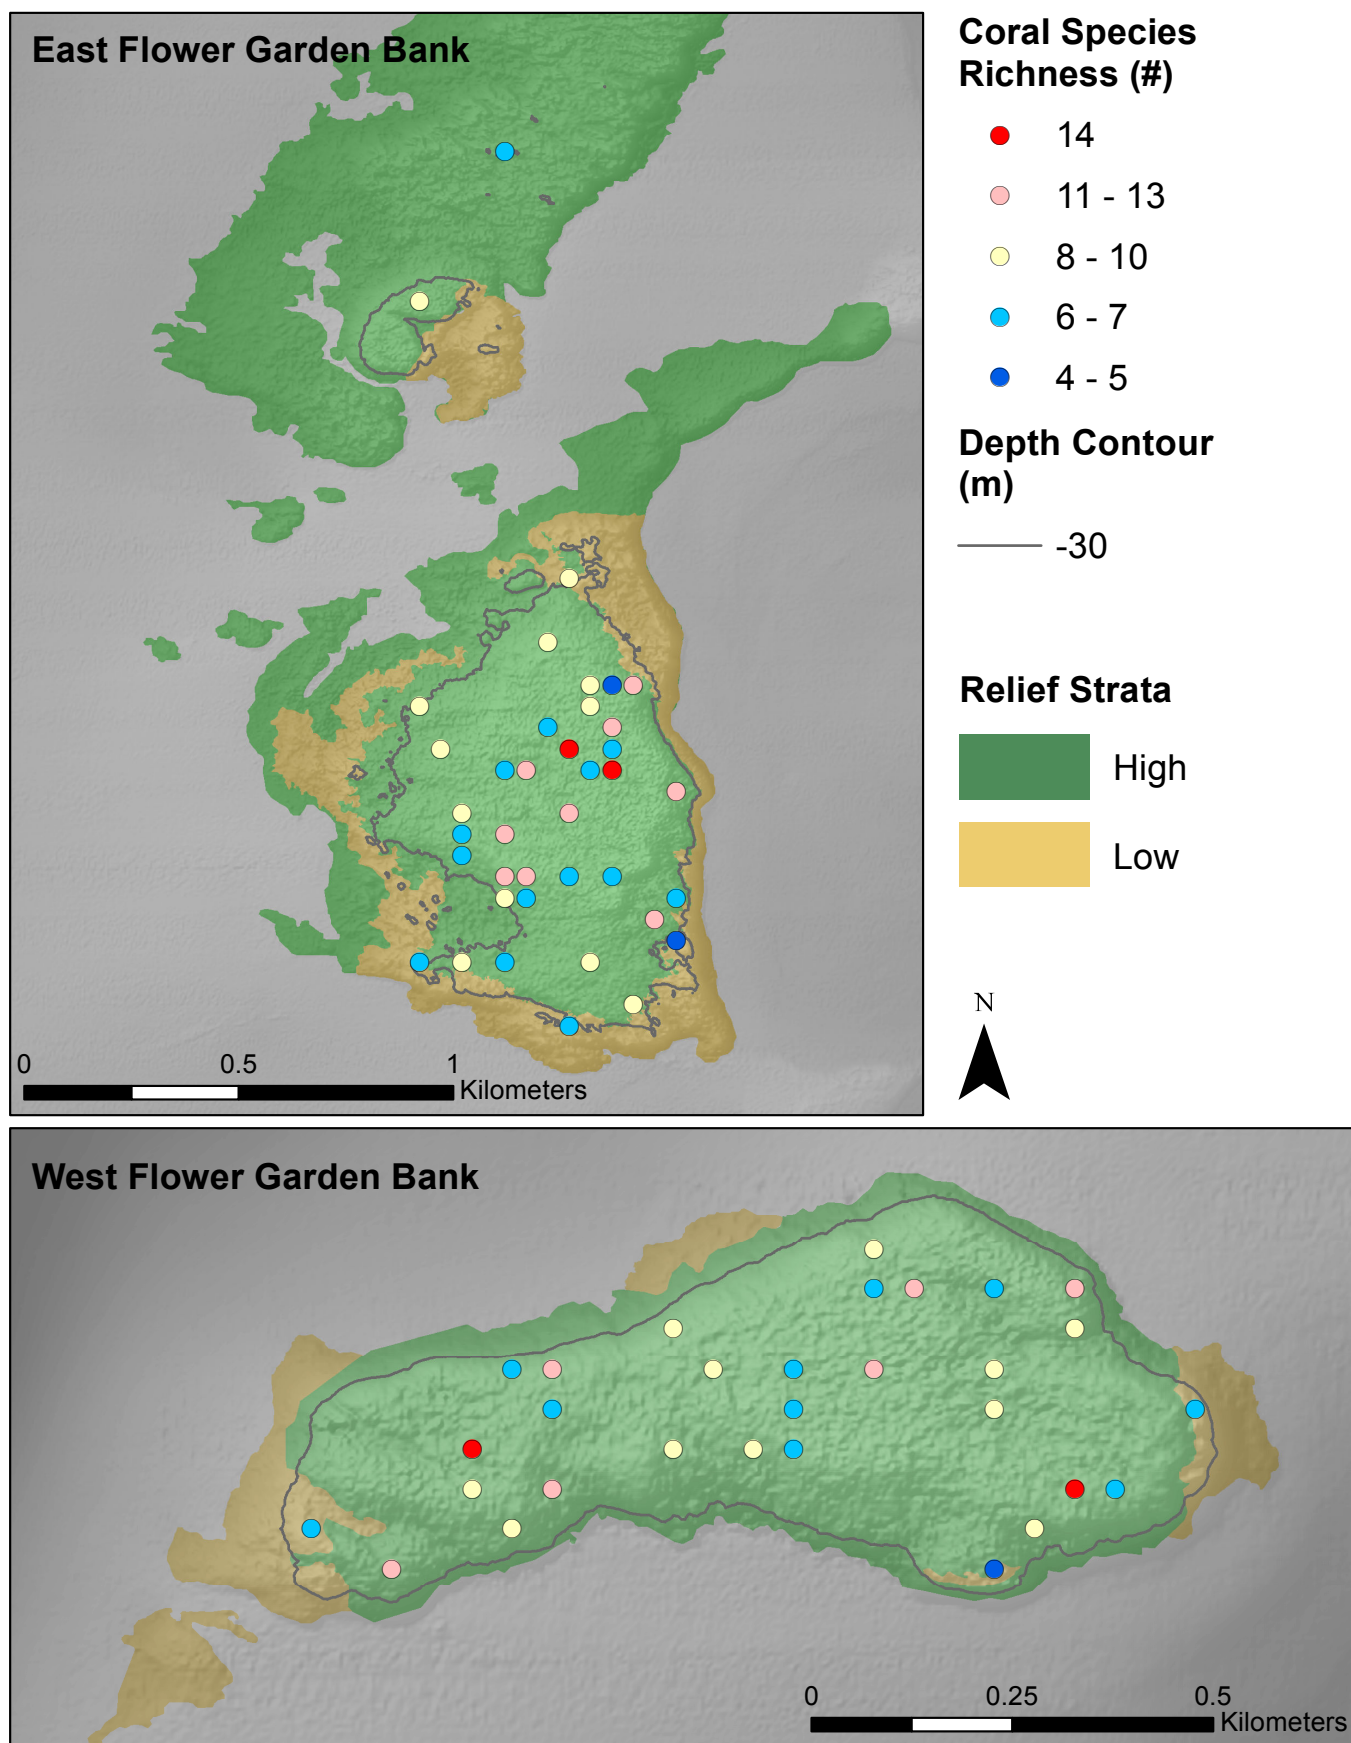 East Flower Garden Bank
0
0.5
1
Kilometers
Coral Species
Richness (#)
14
11 - 13
8 - 10
6 - 7
4 - 5
Depth Contour
(m)
-30
Relief Strata
High
Low
N
West Flower Garden Bank
0
0.25
0.5
Kilometers